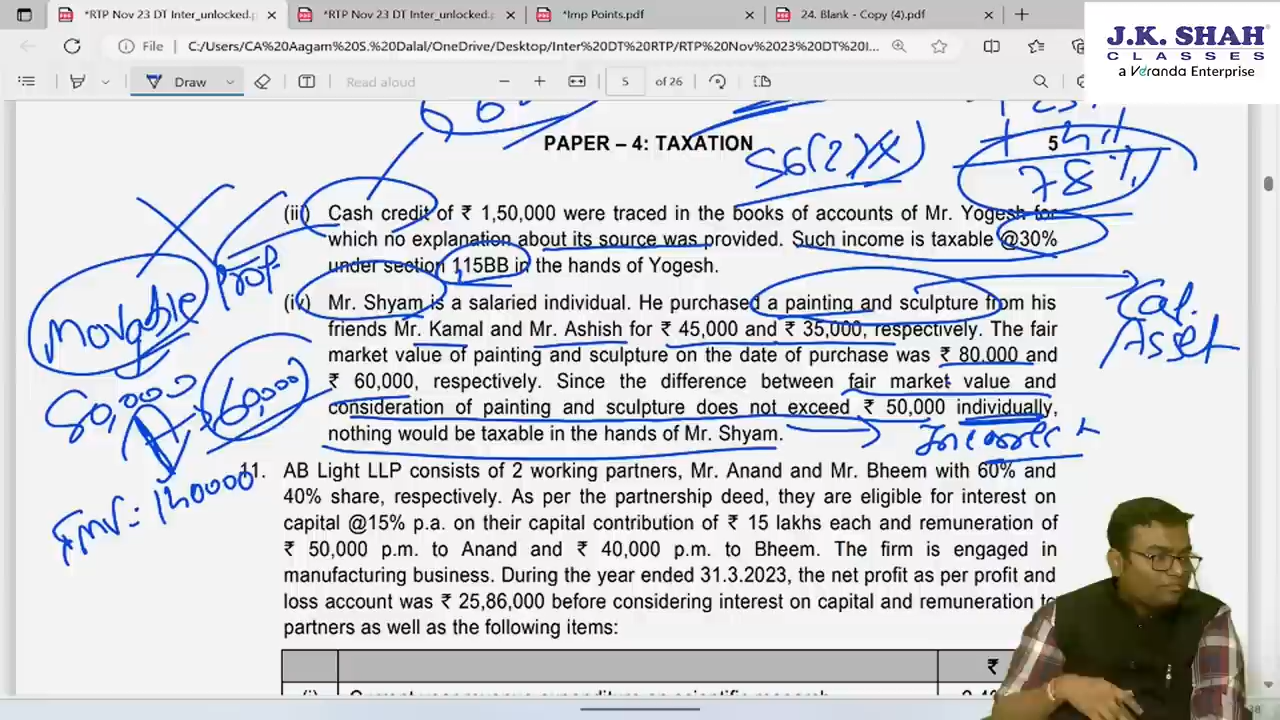 *RTP Nov 23 DT Inter_unlocked.p
*RTP Nov 23 DT Inter_unlocked.p
*Imp Points.pdf
24. Blank - Copy (4).pdf
J.K. SHAH
CLASSES
a Veranda Enterprise
File
C:/Users/CA%20Aagam%20S.%20Dalal/OneDrive/Desktop/Inter%20DT%20RTP/RTP%20Nov%2023%20DT%20I...
Draw
Read aloud
5 of 26
PAPER – 4: TAXATION
5
56(2)(x)
78%
(iii) Cash credit of ₹ 1,50,000 were traced in the books of accounts of Mr. Yogesh for
which no explanation about its source was provided. Such income is taxable @30%
under section 115BB in the hands of Yogesh.
(iv) Mr. Shyam is a salaried individual. He purchased a painting and sculpture from his
friends Mr. Kamal and Mr. Ashish for ₹ 45,000 and ₹ 35,000, respectively. The fair
market value of painting and sculpture on the date of purchase was ₹ 80,000 and
₹ 60,000, respectively. Since the difference between fair market value and
consideration of painting and sculpture does not exceed ₹ 50,000 individually,
nothing would be taxable in the hands of Mr. Shyam.
Movable Prof
80,000
60,000
FMV = 140000
Cal.
Asset
Incorrect
11. AB Light LLP consists of 2 working partners, Mr. Anand and Mr. Bheem with 60% and
40% share, respectively. As per the partnership deed, they are eligible for interest on
capital @15% p.a. on their capital contribution of ₹ 15 lakhs each and remuneration of
₹ 50,000 p.m. to Anand and ₹ 40,000 p.m. to Bheem. The firm is engaged in
manufacturing business. During the year ended 31.3.2023, the net profit as per profit and
loss account was ₹ 25,86,000 before considering interest on capital and remuneration to
partners as well as the following items:
₹